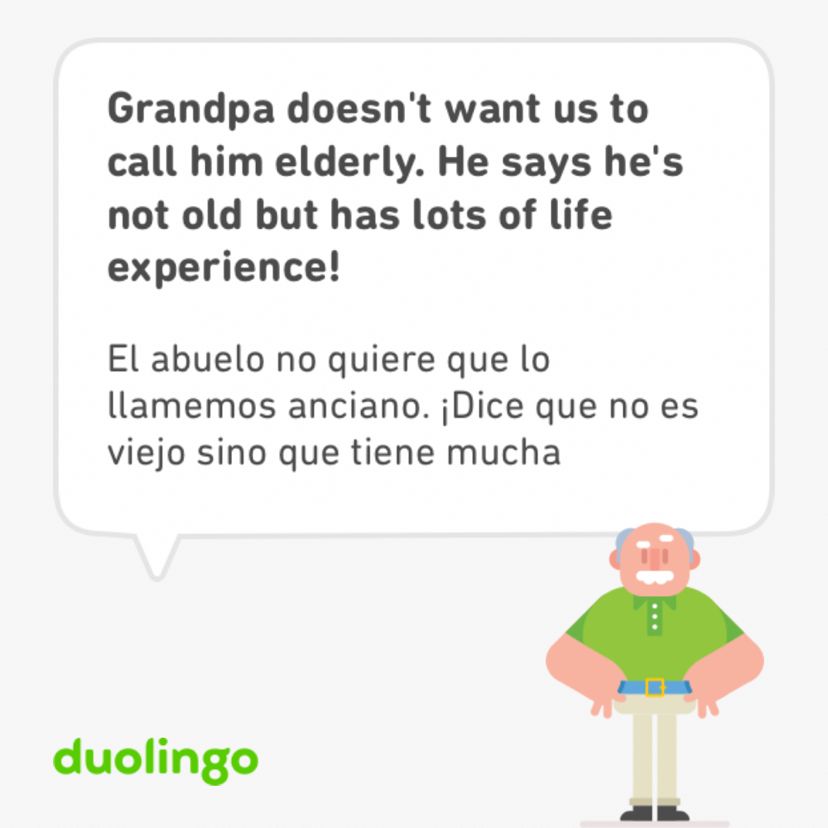 Grandpa doesn't want us to
call him elderly. He says he's
not old but has lots of life
experience!
El abuelo no quiere que lo
llamemos anciano. ¡Dice que no es
viejo sino que tiene mucha
duolingo